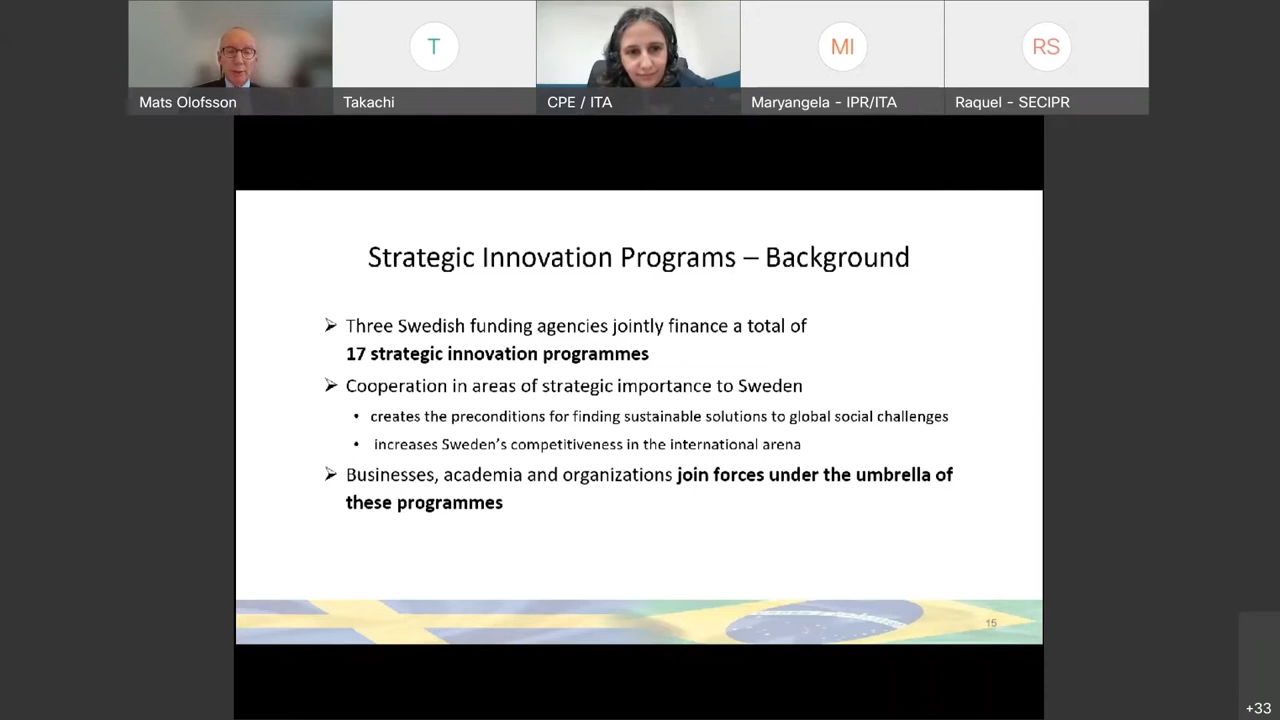 T
MI
RS
Mats Olofsson
Takachi
CPE / ITA
Maryangela - IPR/ITA
Raquel - SECIPR
Strategic Innovation Programs – Background
➢ Three Swedish funding agencies jointly finance a total of
17 strategic innovation programmes
➢ Cooperation in areas of strategic importance to Sweden
• creates the preconditions for finding sustainable solutions to global social challenges
• increases Sweden's competitiveness in the international arena
➢ Businesses, academia and organizations join forces under the umbrella of
these programmes
15
+33